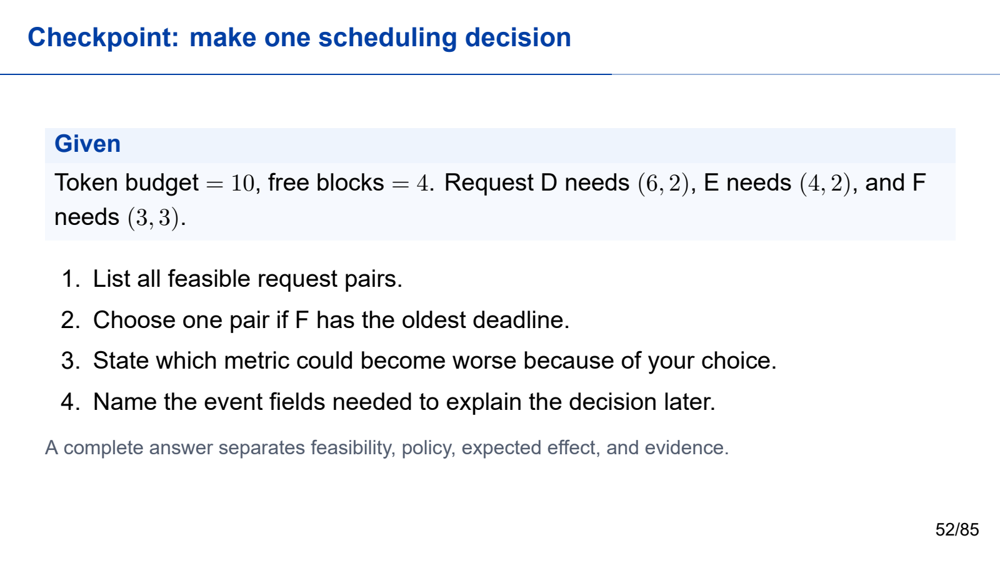 Checkpoint: make one scheduling decision
Given
Token budget = 10, free blocks = 4. Request D needs (6, 2), E needs (4, 2), and F
needs (3, 3).
1. List all feasible request pairs.
2. Choose one pair if F has the oldest deadline.
3. State which metric could become worse because of your choice.
4. Name the event fields needed to explain the decision later.
A complete answer separates feasibility, policy, expected effect, and evidence.
52/85